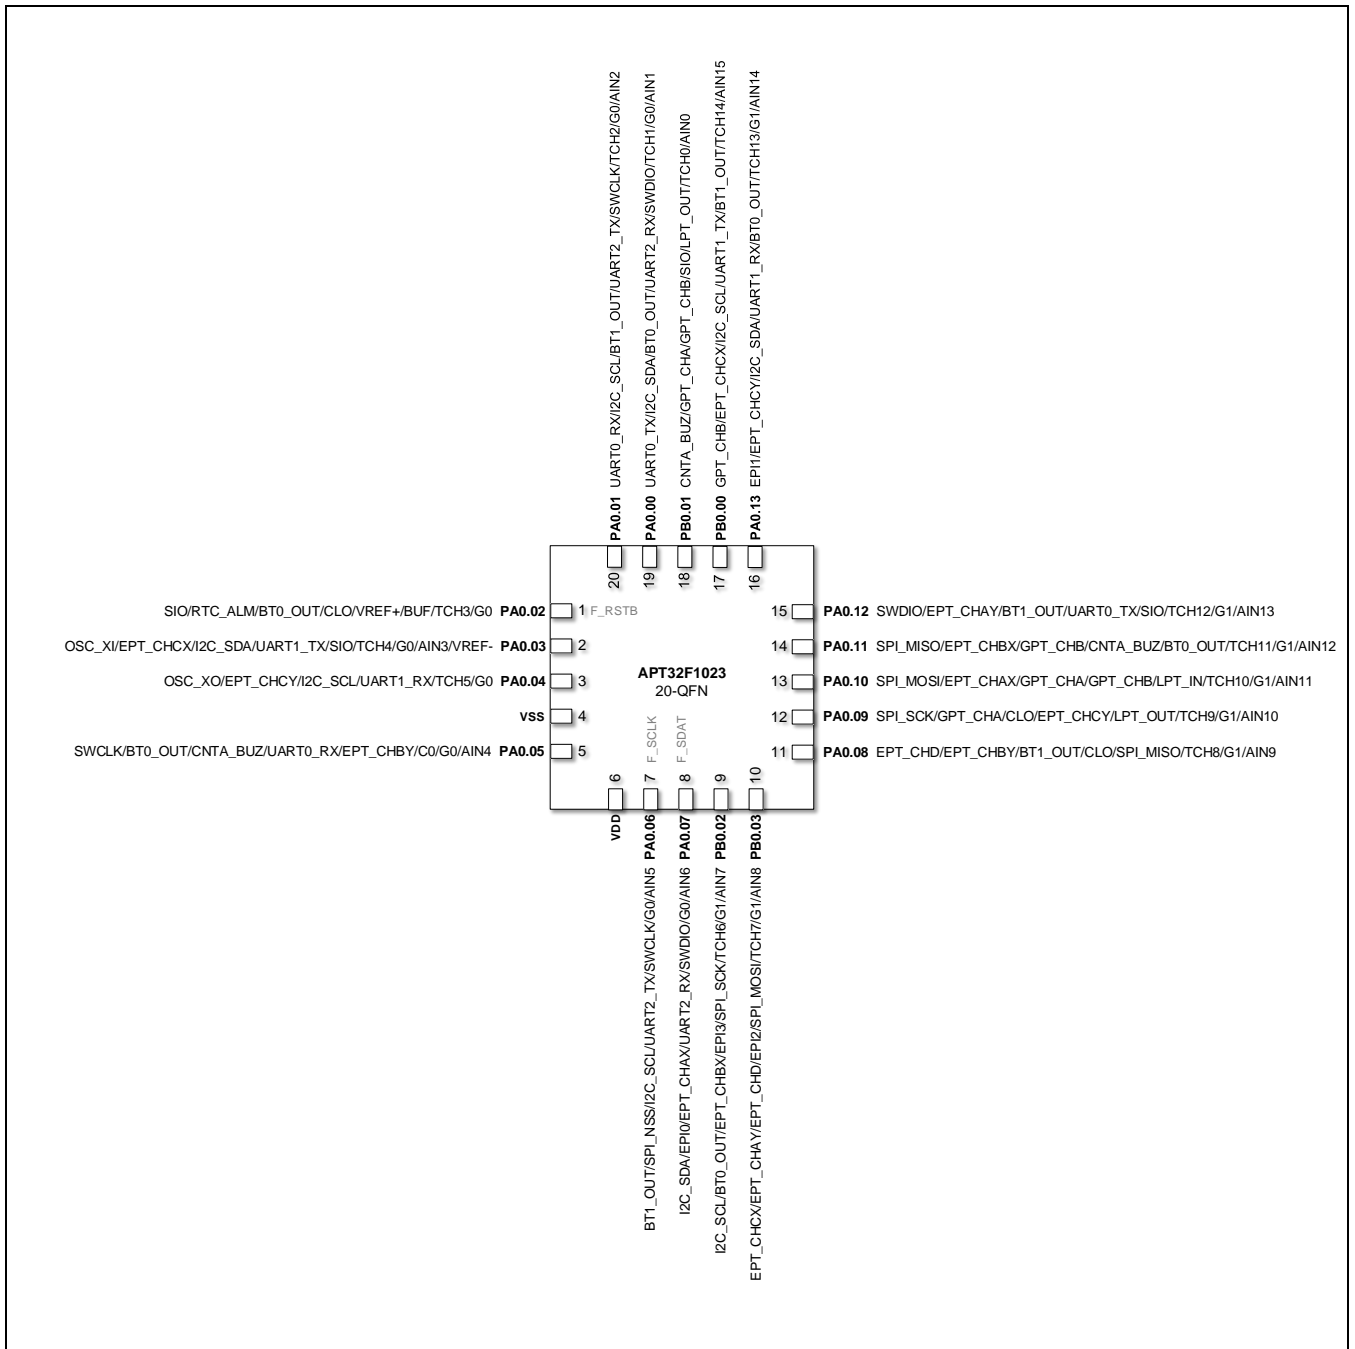 PA0.01 UART0_RX/I2C_SCL/BT1_OUT/UART2_TX/SWCLK/TCH2/G0/AIN2
PA0.00 UART0_TX/I2C_SDA/BT0_OUT/UART2_RX/SWDIO/TCH1/G0/AIN1
PB0.01 CNTA_BUZ/GPT_CHA/GPT_CHB/SIO/LPT_OUT/TCH0/AIN0
PB0.00 GPT_CHB/EPT_CHCX/I2C_SCL/UART1_TX/BT1_OUT/TCH14/AIN15
PA0.13 EPI1/EPT_CHCY/I2C_SDA/UART1_RX/BT0_OUT/TCH13/G1/AIN14
20
19
18
17
16
SIO/RTC_ALM/BT0_OUT/CLO/VREF+/BUF/TCH3/G0 PA0.02 1 F_RSTB
OSC_XI/EPT_CHCX/I2C_SDA/UART1_TX/SIO/TCH4/G0/AIN3/VREF- PA0.03 2
OSC_XO/EPT_CHCY/I2C_SCL/UART1_RX/TCH5/G0 PA0.04 3
VSS 4
SWCLK/BT0_OUT/CNTA_BUZ/UART0_RX/EPT_CHBY/C0/G0/AIN4 PA0.05 5
APT32F1023
20-QFN
15 PA0.12 SWDIO/EPT_CHAY/BT1_OUT/UART0_TX/SIO/TCH12/G1/AIN13
14 PA0.11 SPI_MISO/EPT_CHBX/GPT_CHB/CNTA_BUZ/BT0_OUT/TCH11/G1/AIN12
13 PA0.10 SPI_MOSI/EPT_CHAX/GPT_CHA/GPT_CHB/LPT_IN/TCH10/G1/AIN11
12 PA0.09 SPI_SCK/GPT_CHA/CLO/EPT_CHCY/LPT_OUT/TCH9/G1/AIN10
11 PA0.08 EPT_CHD/EPT_CHBY/BT1_OUT/CLO/SPI_MISO/TCH8/G1/AIN9
F_SCLK
F_SDAT
6
7
8
9
10
VDD
BT1_OUT/SPI_NSS/I2C_SCL/UART2_TX/SWCLK/G0/AIN5 PA0.06
I2C_SDA/EPI0/EPT_CHAX/UART2_RX/SWDIO/G0/AIN6 PA0.07
I2C_SCL/BT0_OUT/EPT_CHBX/EPI3/SPI_SCK/TCH6/G1/AIN7 PB0.02
EPT_CHCX/EPT_CHAY/EPT_CHD/EPI2/SPI_MOSI/TCH7/G1/AIN8 PB0.03